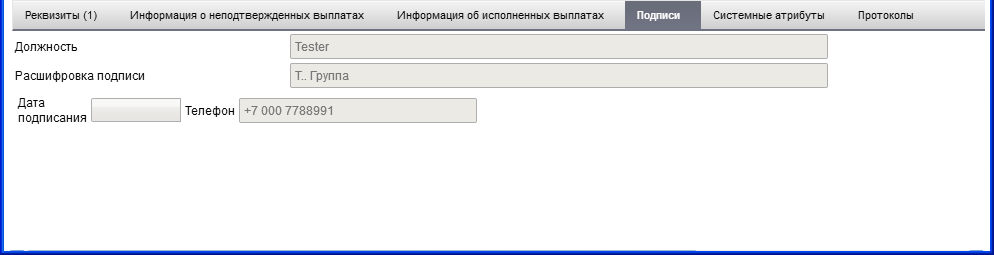 Реквизиты (1) Информация о неподтвержденных выплатах Информация об исполненных выплатах Подписи Системные атрибуты Протоколы
Должность Tester
Расшифровка подписи Т.. Группа
Дата
подписания Телефон +7 000 7788991